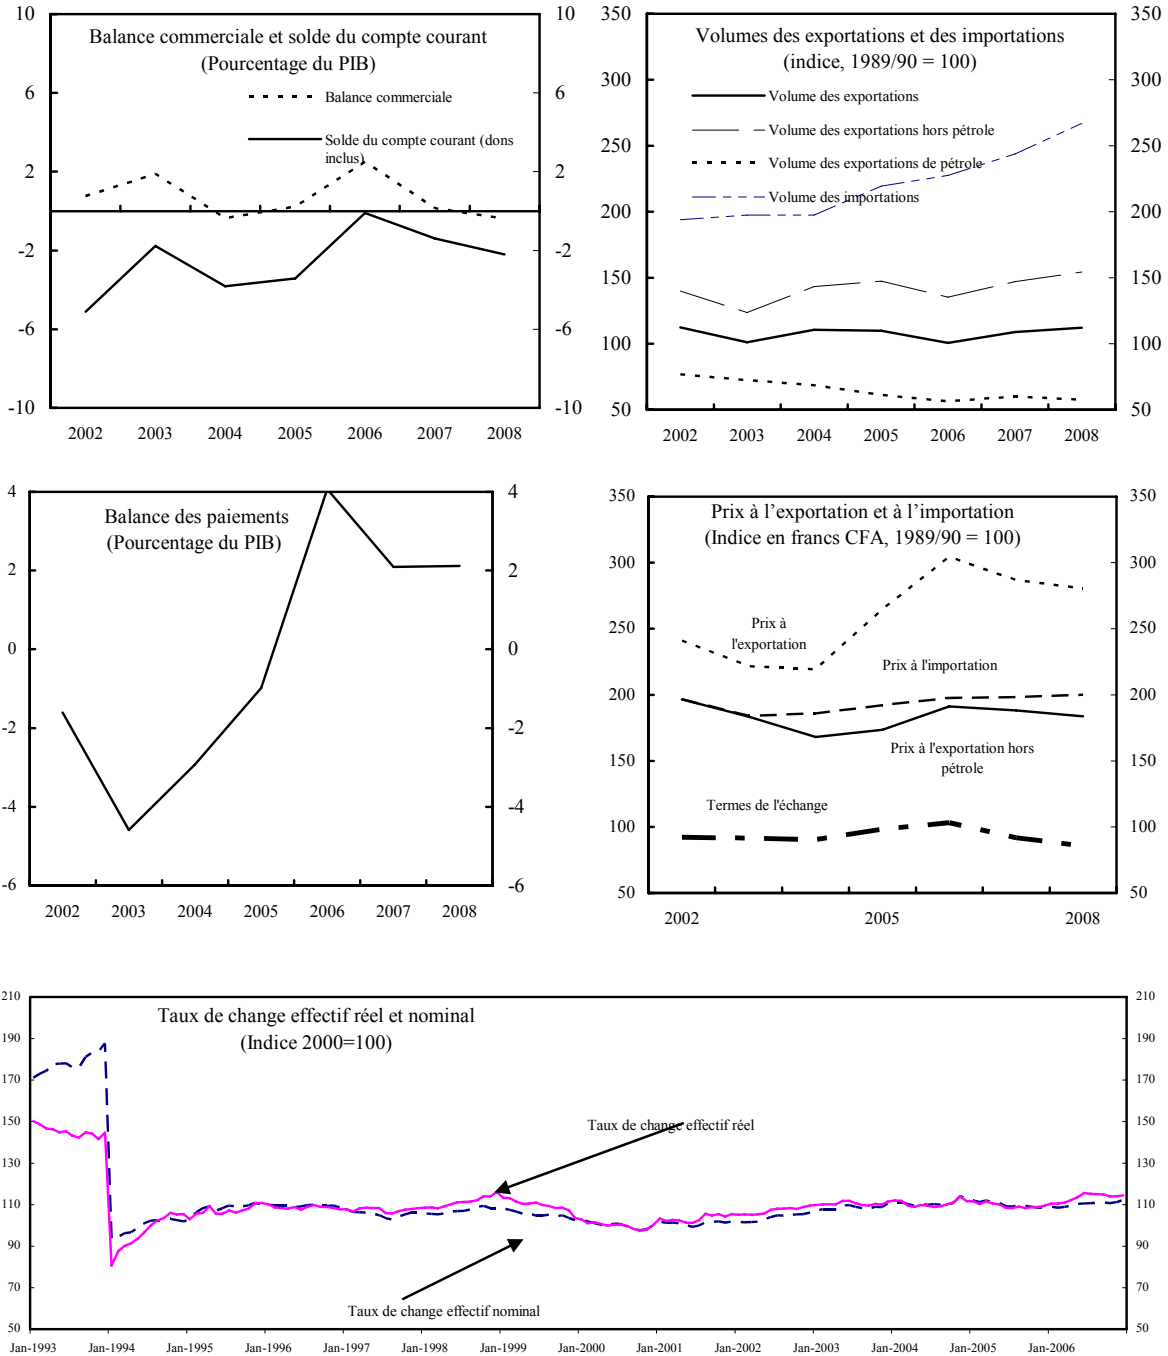 Balance commerciale et solde du compte courant
(Pourcentage du PIB)
10
6
2
-2
-6
-10
10
6
2
-2
-6
-10
Balance commerciale
Solde du compte courant (dons
inclus)
2002 2003 2004 2005 2006 2007 2008
Volumes des exportations et des importations
(indice, 1989/90 = 100)
350
300
250
200
150
100
50
350
300
250
200
150
100
50
Volume des exportations
Volume des exportations hors pétrole
Volume des exportations de pétrole
Volume des importations
2002 2003 2004 2005 2006 2007 2008
Balance des paiements
(Pourcentage du PIB)
4
2
0
-2
-4
-6
4
2
0
-2
-4
-6
2002 2003 2004 2005 2006 2007 2008
Prix à l’exportation et à l’importation
(Indice en francs CFA, 1989/90 = 100)
350
300
250
200
150
100
50
350
300
250
200
150
100
50
Prix à
l'exportation
Prix à l'importation
Prix à l'exportation hors
pétrole
Termes de l'échange
2002 2005 2008
Taux de change effectif réel et nominal
(Indice 2000=100)
210
190
170
150
130
110
90
70
50
210
190
170
150
130
110
90
70
50
Taux de change effectif réel
Taux de change effectif nominal
Jan-1993 Jan-1994 Jan-1995 Jan-1996 Jan-1997 Jan-1998 Jan-1999 Jan-2000 Jan-2001 Jan-2002 Jan-2003 Jan-2004 Jan-2005 Jan-2006